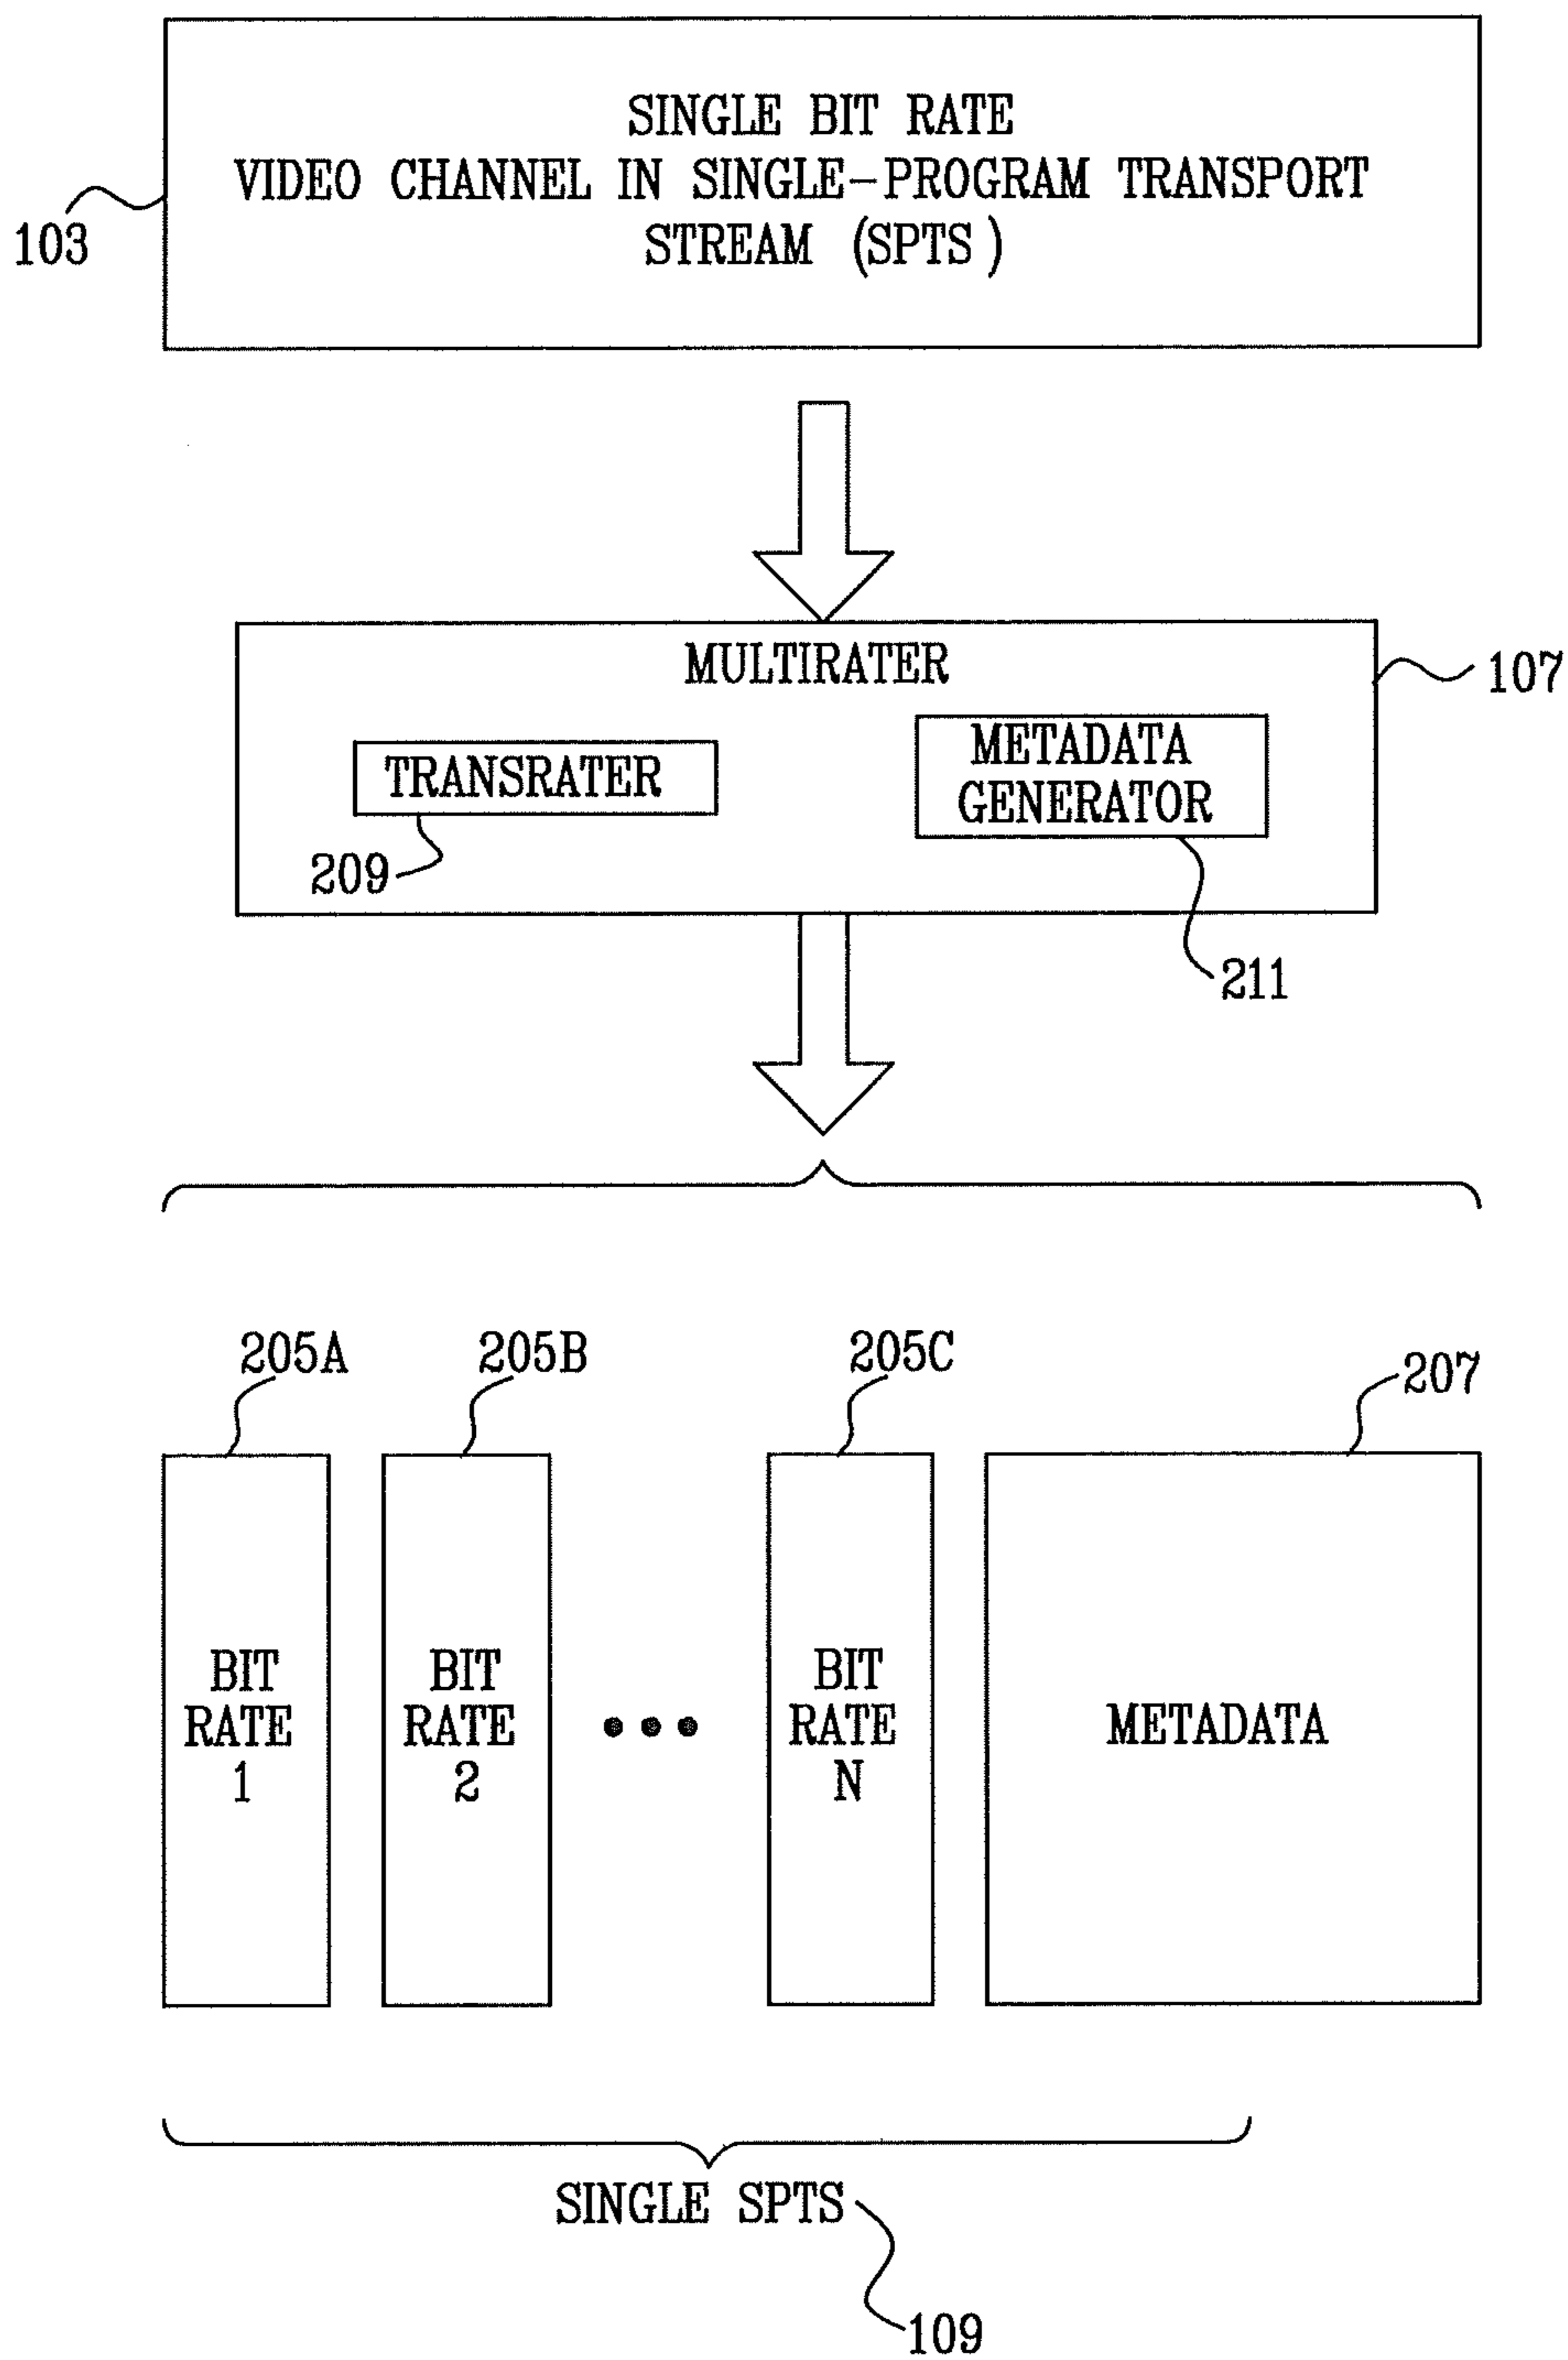 SINGLE BIT RATE
VIDEO CHANNEL IN SINGLE-PROGRAM TRANSPORT
STREAM (SPTS)
103
MULTIRATER
107
TRANSRATER
METADATA
GENERATOR
209
211
205A
205B
205C
207
BIT
RATE
1
BIT
RATE
2
BIT
RATE
N
METADATA
SINGLE SPTS
109